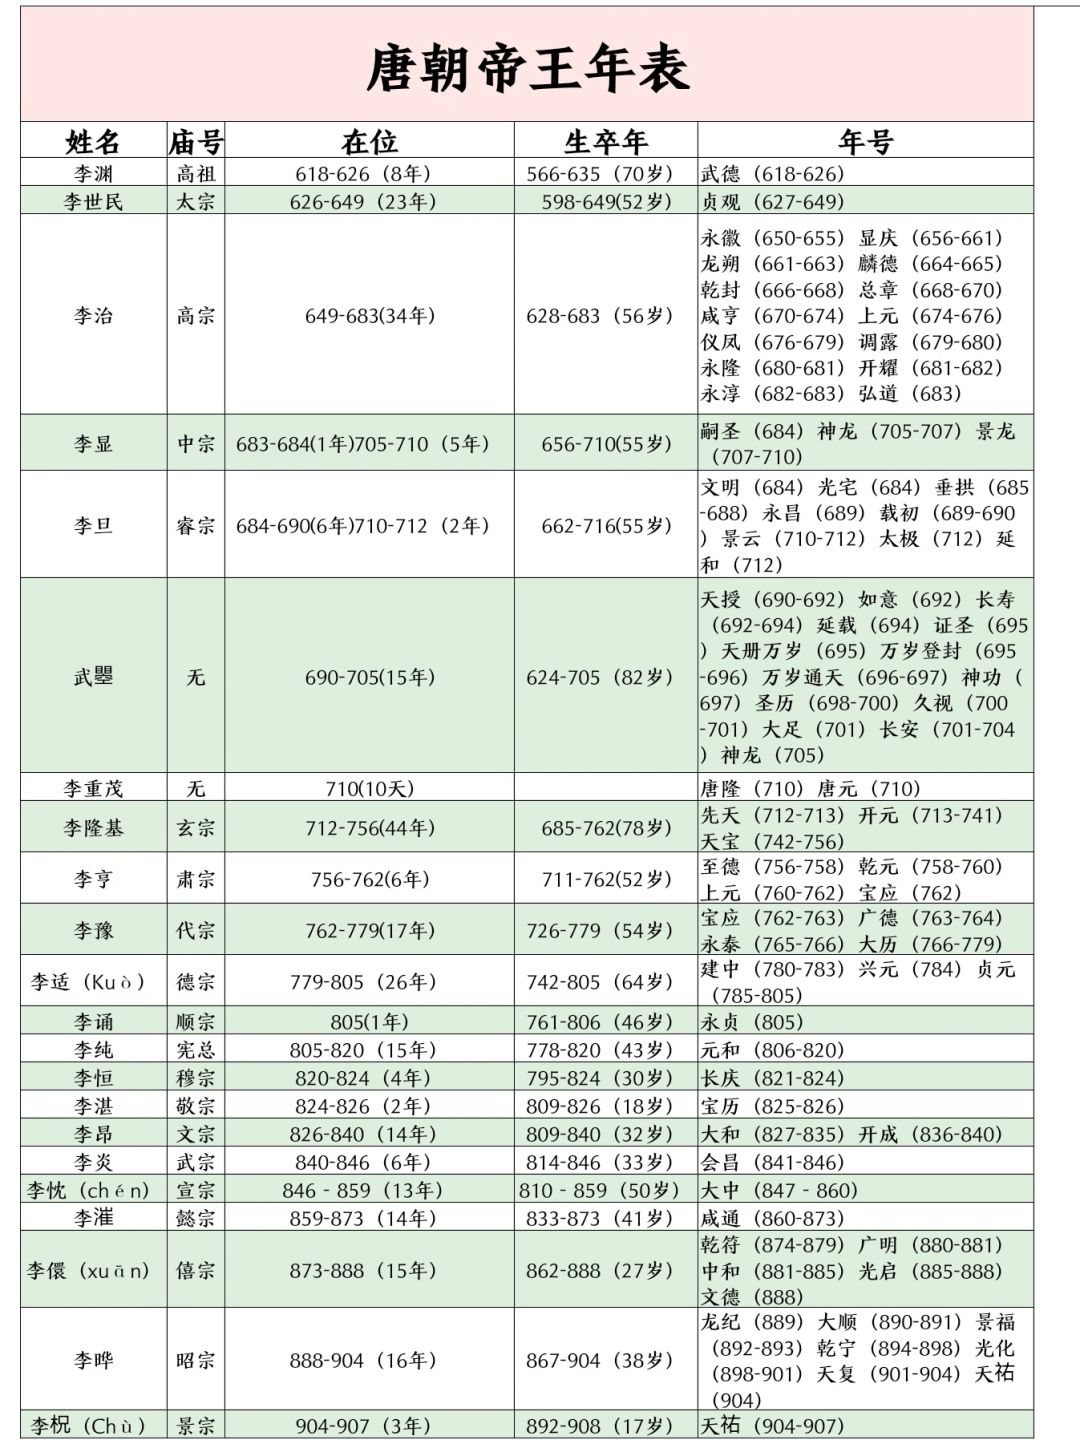 唐朝帝王年表
姓名 庙号 在位 生卒年 年号
李渊 高祖 618-626（8年） 566-635（70岁） 武德（618-626）
李世民 太宗 626-649（23年） 598-649(52岁) 贞观（627-649）
李治 高宗 649-683(34年) 628-683（56岁） 永徽（650-655）显庆（656-661）
龙朔（661-663）麟德（664-665）
乾封（666-668）总章（668-670）
咸亨（670-674）上元（674-676）
仪凤（676-679）调露（679-680）
永隆（680-681）开耀（681-682）
永淳（682-683）弘道（683）
李显 中宗 683-684(1年)705-710（5年） 656-710(55岁) 嗣圣（684）神龙（705-707）景龙
（707-710）
李旦 睿宗 684-690(6年)710-712（2年） 662-716(55岁) 文明（684）光宅（684）垂拱（685
-688）永昌（689）载初（689-690
）景云（710-712）太极（712）延
和（712）
武曌 无 690-705(15年) 624-705（82岁） 天授（690-692）如意（692）长寿
（692-694）延载（694）证圣（695
）天册万岁（695）万岁登封（695
-696）万岁通天（696-697）神功（
697）圣历（698-700）久视（700
-701）大足（701）长安（701-704
）神龙（705）
李重茂 无 710(10天) 唐隆（710）唐元（710）
李隆基 玄宗 712-756(44年) 685-762(78岁) 先天（712-713）开元（713-741）
天宝（742-756）
李亨 肃宗 756-762(6年) 711-762(52岁) 至德（756-758）乾元（758-760）
上元（760-762）宝应（762）
李豫 代宗 762-779(17年) 726-779（54岁） 宝应（762-763）广德（763-764）
永泰（765-766）大历（766-779）
李适（Kuò） 德宗 779-805（26年） 742-805（64岁） 建中（780-783）兴元（784）贞元
（785-805）
李诵 顺宗 805(1年) 761-806（46岁） 永贞（805）
李纯 宪总 805-820（15年） 778-820（43岁） 元和（806-820）
李恒 穆宗 820-824（4年） 795-824（30岁） 长庆（821-824）
李湛 敬宗 824-826（2年） 809-826（18岁） 宝历（825-826）
李昂 文宗 826-840（14年） 809-840（32岁） 大和（827-835）开成（836-840）
李炎 武宗 840-846（6年） 814-846（33岁） 会昌（841-846）
李忱（chén） 宣宗 846 - 859（13年） 810 - 859（50岁） 大中（847 - 860）
李漼 懿宗 859-873（14年） 833-873（41岁） 咸通（860-873）
李儇（xuān） 僖宗 873-888（15年） 862-888（27岁） 乾符（874-879）广明（880-881）
中和（881-885）光启（885-888）
文德（888）
李晔 昭宗 888-904（16年） 867-904（38岁） 龙纪（889）大顺（890-891）景福
（892-893）乾宁（894-898）光化
（898-901）天复（901-904）天祐
（904）
李柷（Chù） 景宗 904-907（3年） 892-908（17岁） 天祐（904-907）